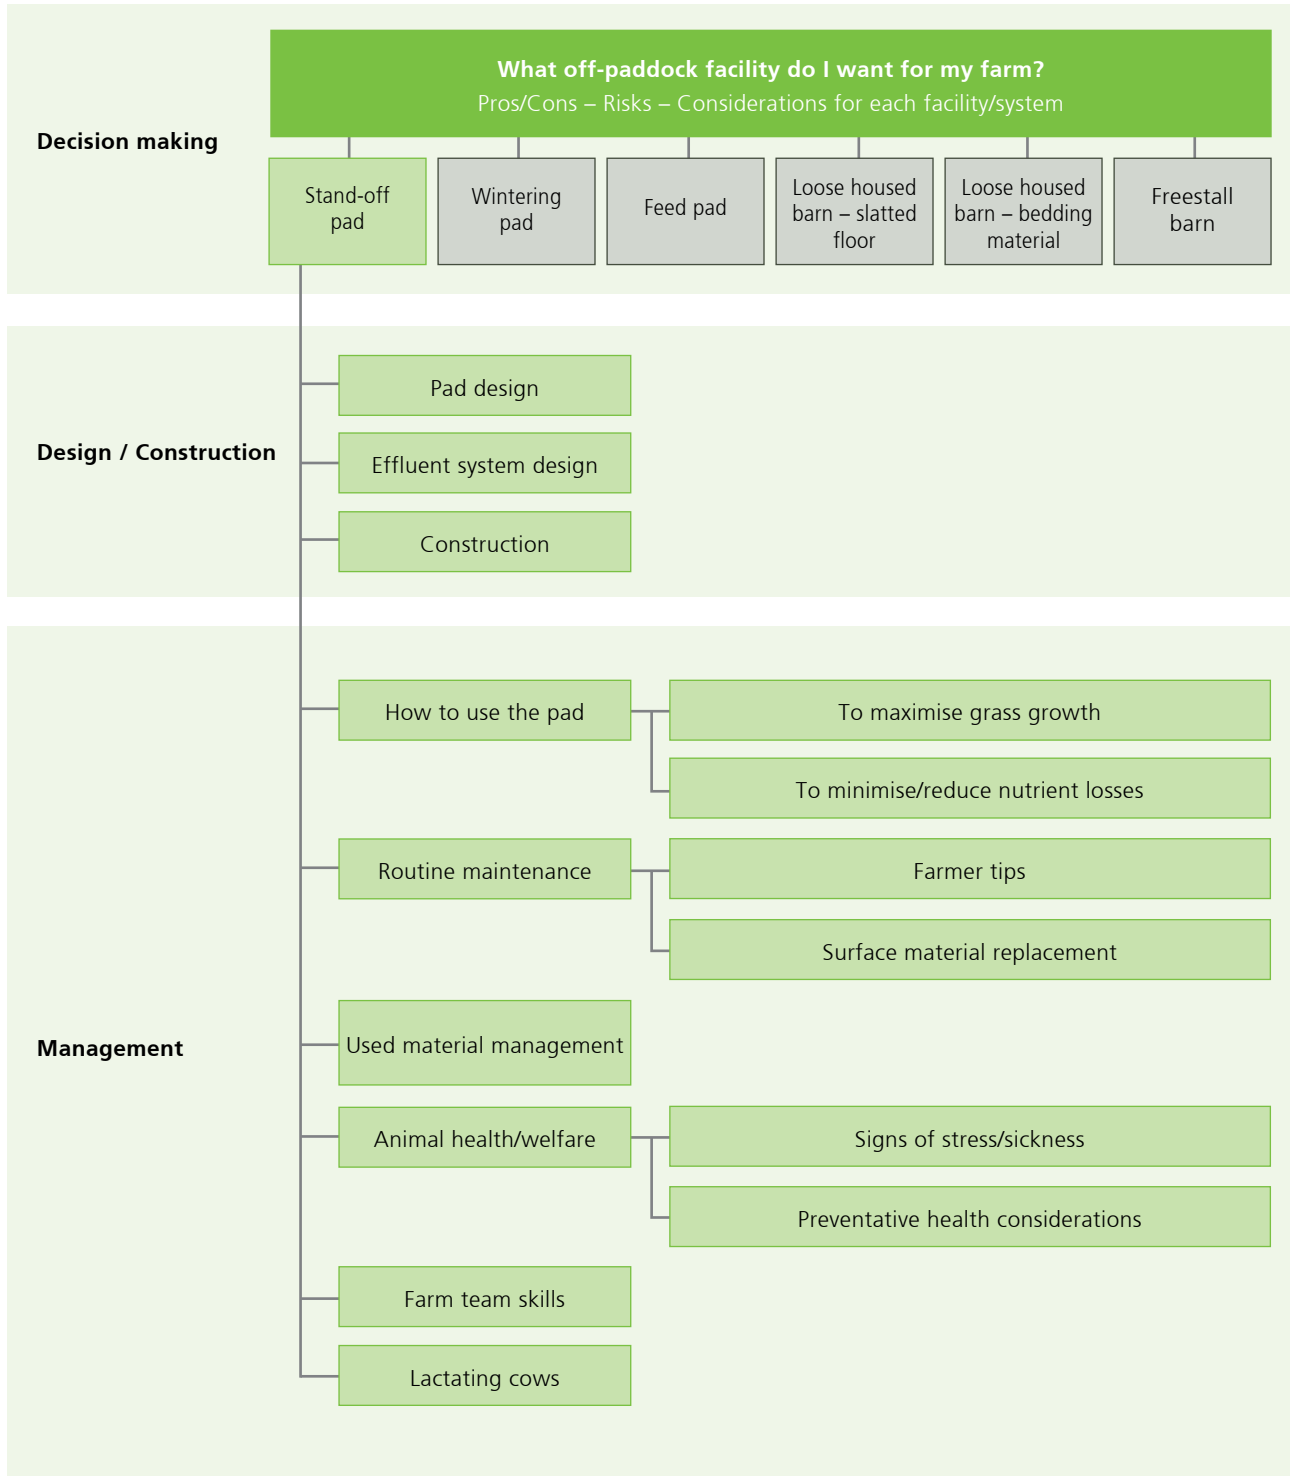 What off-paddock facility do I want for my farm?
Pros/Cons – Risks – Considerations for each facility/system
Decision making
Stand-off
pad
Wintering
pad
Feed pad
Loose housed
barn – slatted
floor
Loose housed
barn – bedding
material
Freestall
barn
Design / Construction
Pad design
Effluent system design
Construction
Management
How to use the pad
To maximise grass growth
To minimise/reduce nutrient losses
Routine maintenance
Farmer tips
Surface material replacement
Used material management
Animal health/welfare
Signs of stress/sickness
Preventative health considerations
Farm team skills
Lactating cows